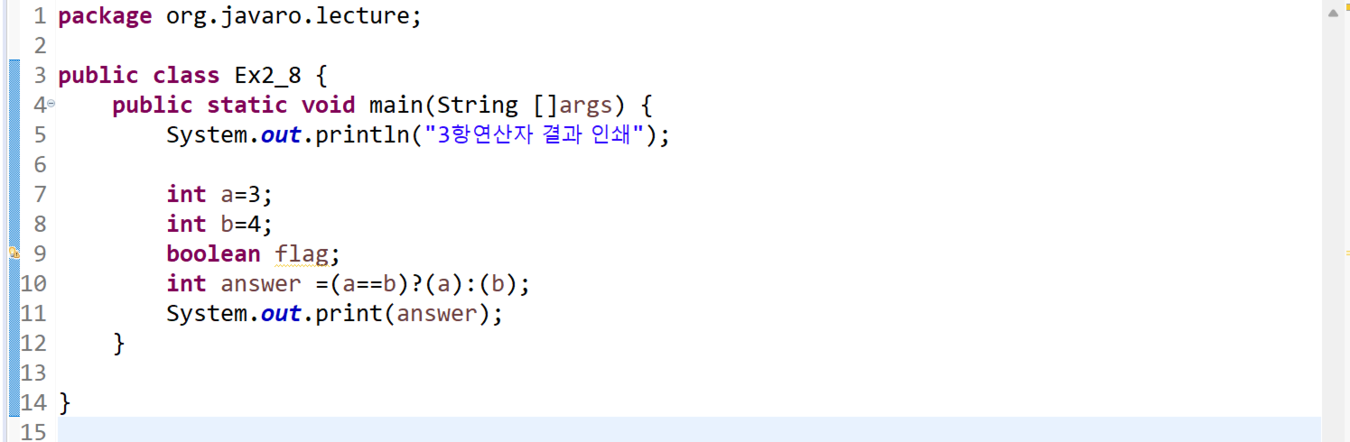 1 package org.javaro.lecture;
2
3 public class Ex2_8 {
4     public static void main(String []args) {
5         System.out.println("3항연산자 결과 인쇄");
6
7         int a=3;
8         int b=4;
9         boolean flag;
10         int answer =(a==b)?(a):(b);
11         System.out.print(answer);
12     }
13
14 }
15